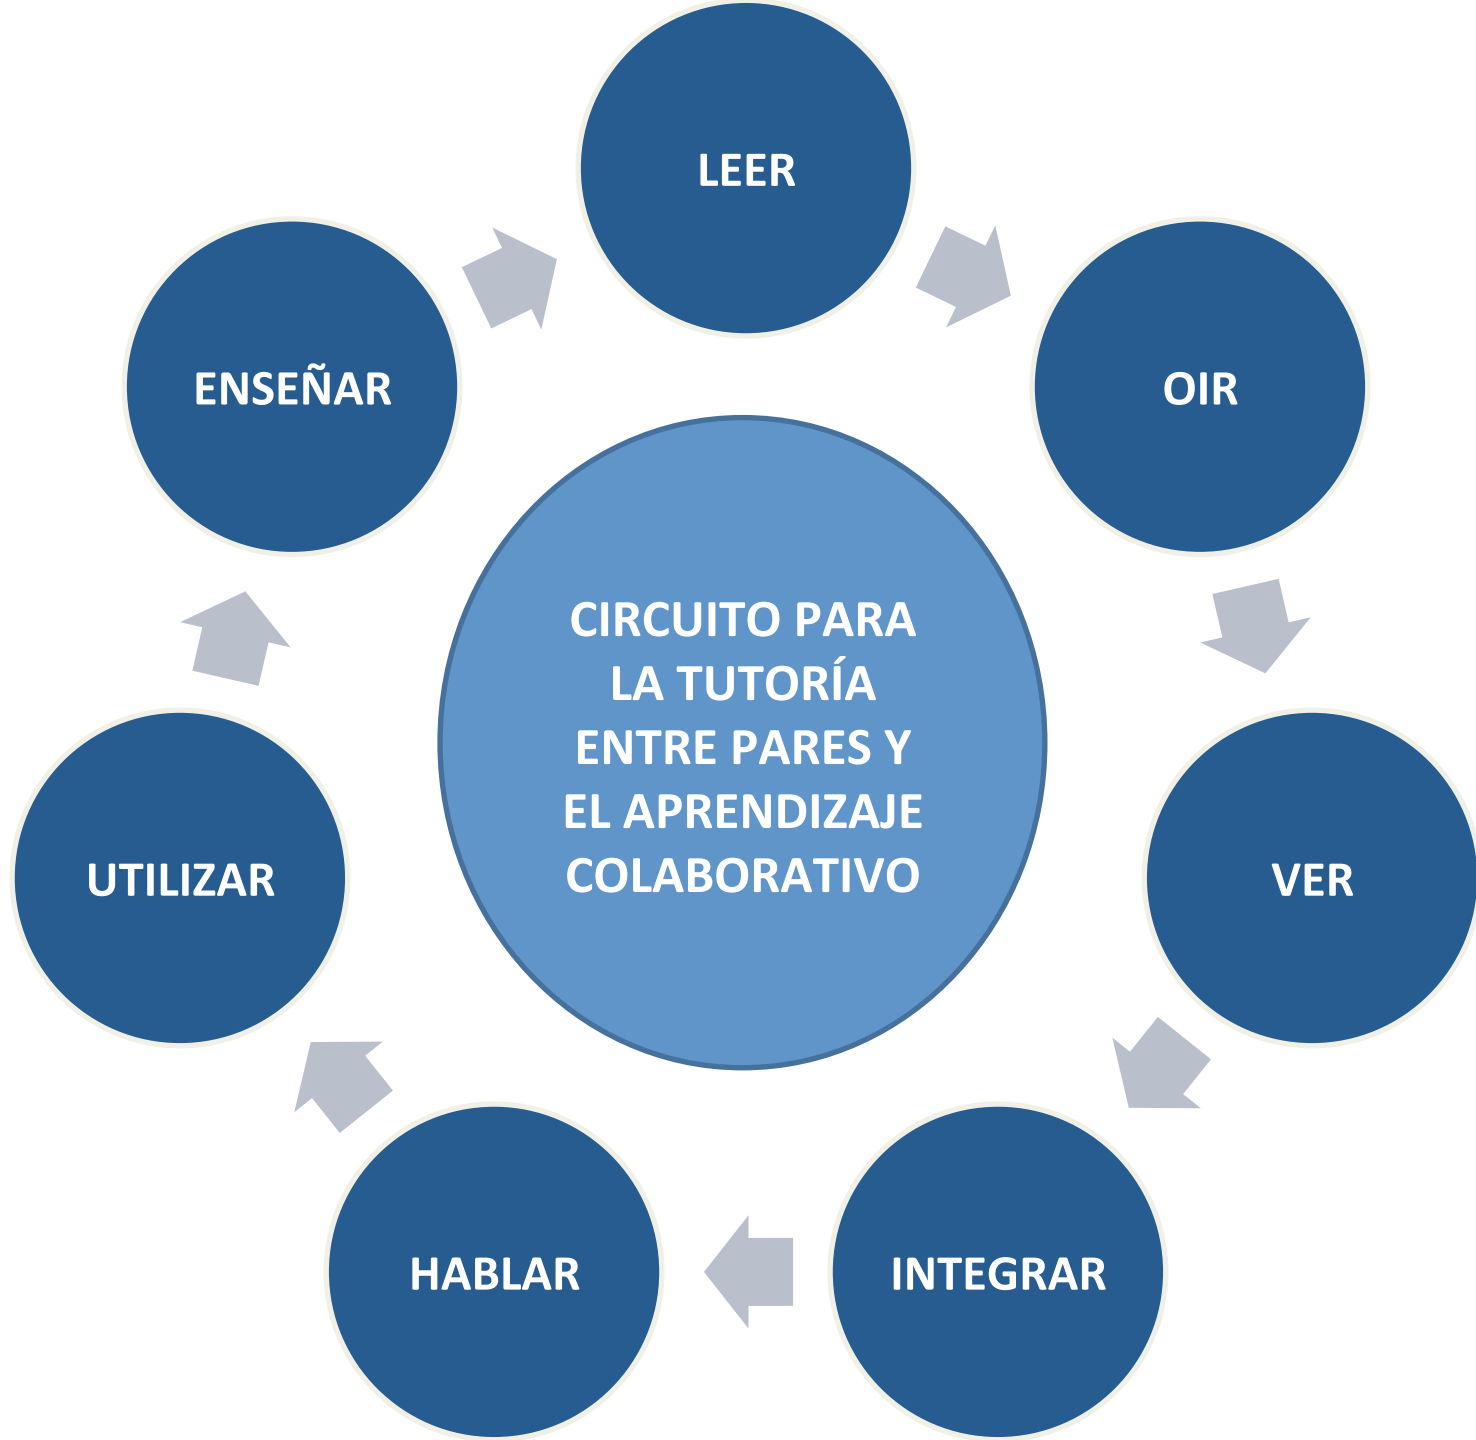 LEER
OIR
VER
INTEGRAR
HABLAR
UTILIZAR
ENSEÑAR
CIRCUITO PARA
LA TUTORÍA
ENTRE PARES Y
EL APRENDIZAJE
COLABORATIVO